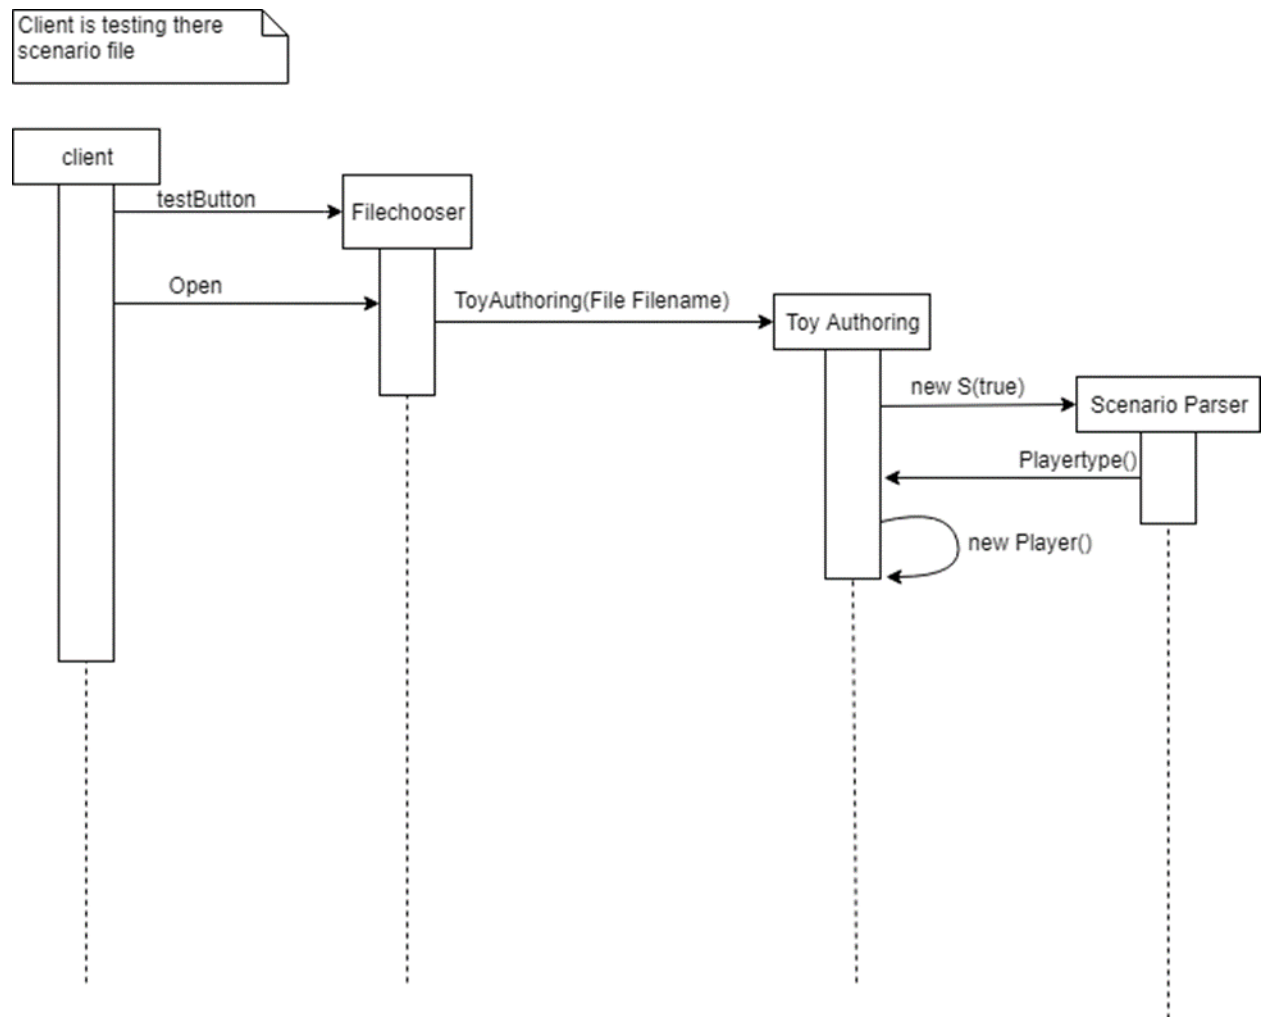 Client is testing there
scenario file
client
testButton
Filechooser
Open
ToyAuthoring(File Filename)
Toy Authoring
new S(true)
Scenario Parser
Playertype()
new Player()